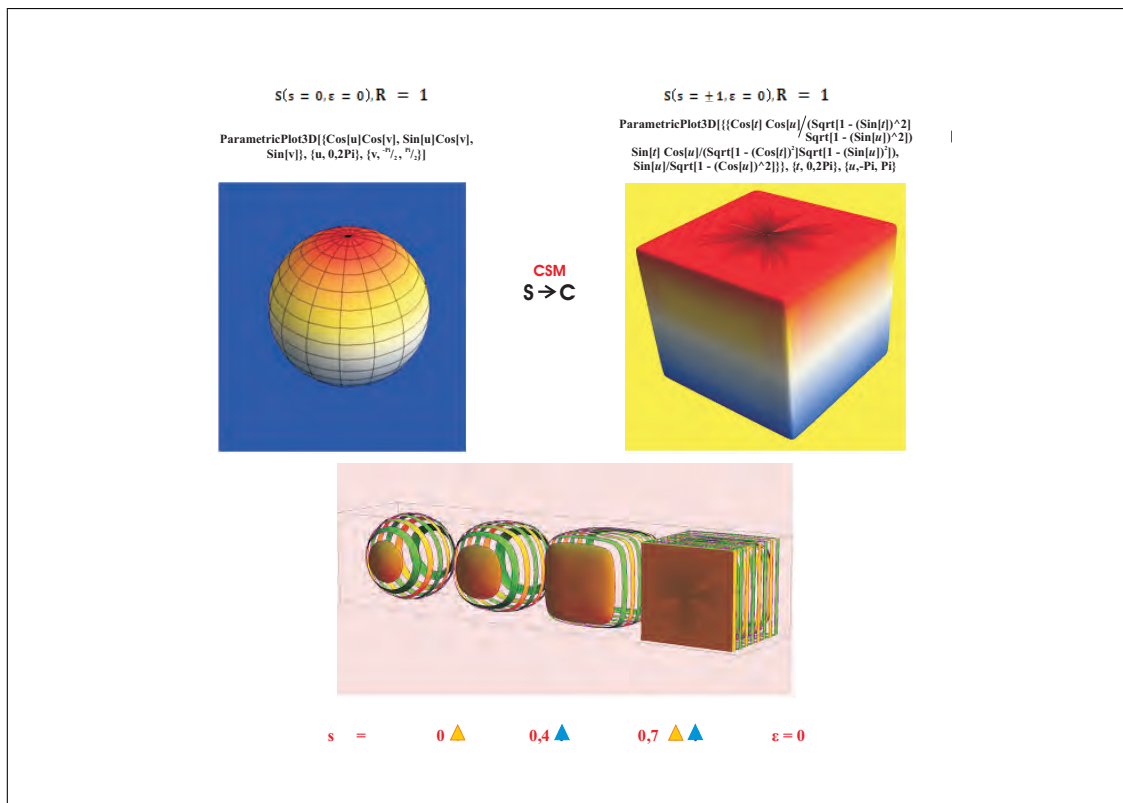 S(s = 0, ε = 0), R = 1
ParametricPlot3D[{Cos[u]Cos[v], Sin[u]Cos[v],
Sin[v]}, {u, 0,2Pi}, {v, -Pi/2, Pi/2}]
S(s = ±1, ε = 0), R = 1
ParametricPlot3D[{{Cos[t] Cos[u]/(Sqrt[1 - (Sin[t])^2]
Sqrt[1 - (Sin[u])^2])
Sin[t] Cos[u]/(Sqrt[1 - (Cos[t])²]Sqrt[1 - (Sin[u])²]),
Sin[u]/Sqrt[1 - (Cos[u])^2]}}, {t, 0,2Pi}, {u,-Pi, Pi}
CSM
S → C
s = 0 0,4 0,7 ε = 0